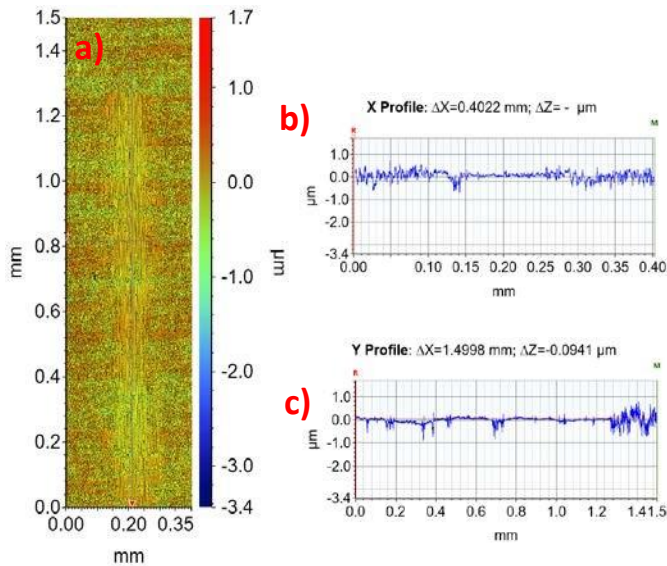 a)
1.5
1.4
1.2
1.0
0.8
0.6
0.4
0.2
0.0
mm
0.00
0.20
0.35
mm
1.7
1.0
0.0
-1.0
-2.0
-3.0
-3.4
µm
b)
X Profile: ΔX=0.4022 mm; ΔZ= - µm
R
M
1.0
0.0
-1.0
-2.0
-3.4
µm
0.00 0.10 0.15 0.20 0.25 0.30 0.35 0.40
mm
c)
Y Profile: ΔX=1.4998 mm; ΔZ=-0.0941 µm
R
M
1.0
0.0
-1.0
-2.0
-3.4
µm
0.0 0.2 0.4 0.6 0.8 1.0 1.2 1.41.5
mm